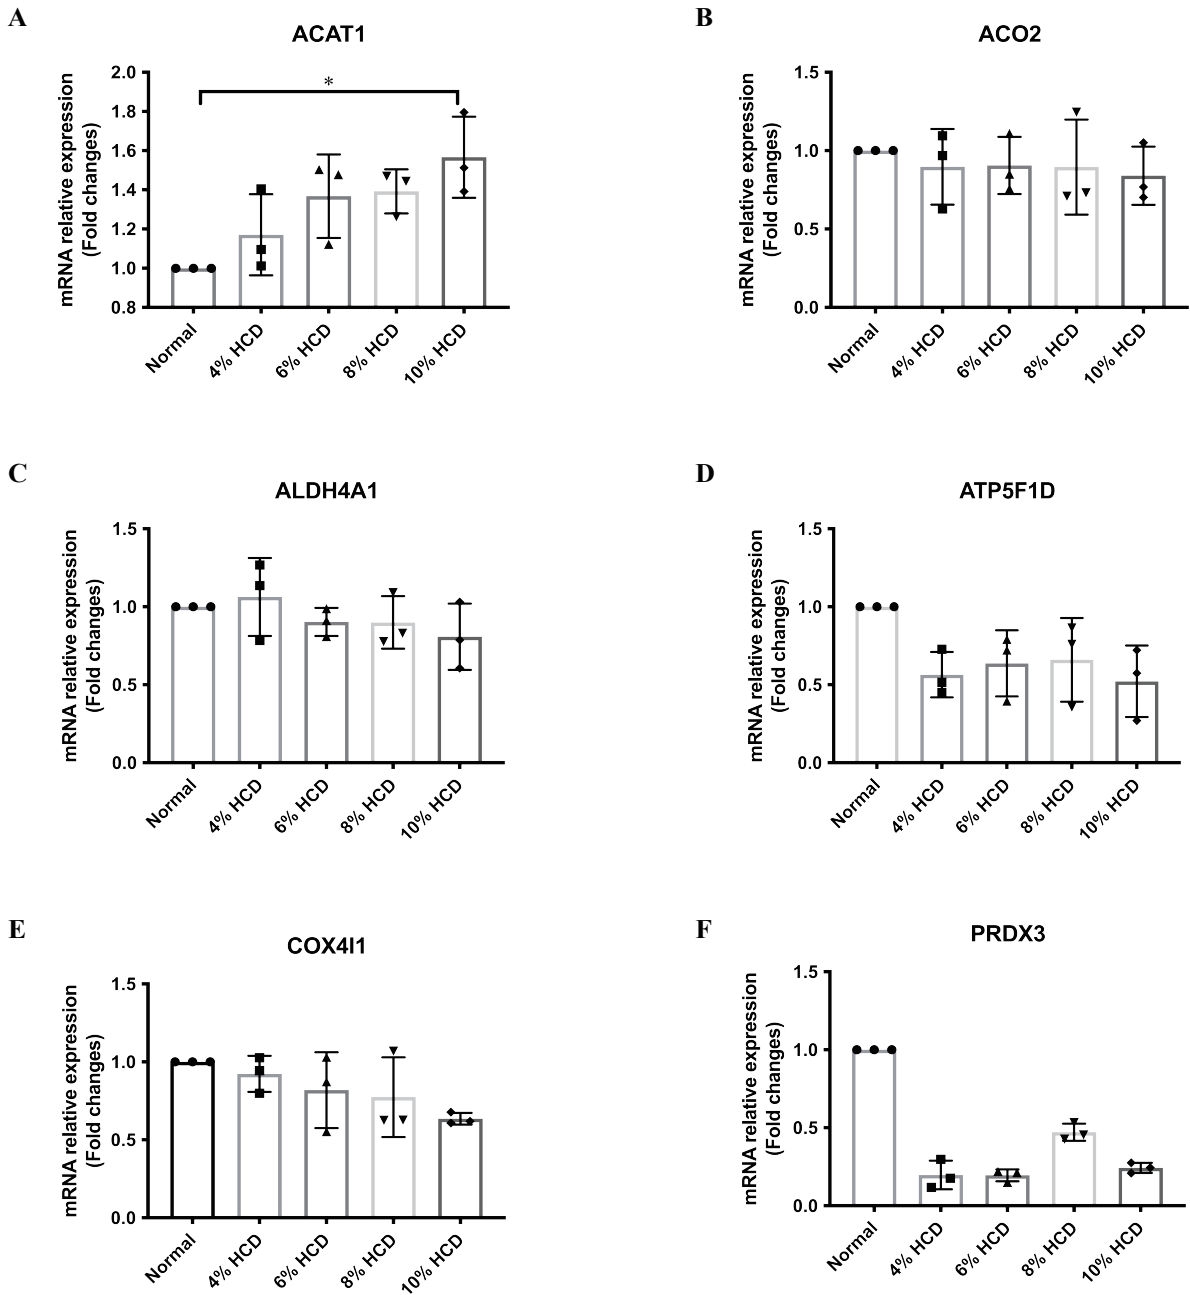 A
ACAT1
mRNA relative expression
(Fold changes)
2.0
1.8
1.6
1.4
1.2
1.0
0.8
*
Normal
4% HCD
6% HCD
8% HCD
10% HCD
B
ACO2
mRNA relative expression
(Fold changes)
1.5
1.0
0.5
0.0
Normal
4% HCD
6% HCD
8% HCD
10% HCD
C
ALDH4A1
mRNA relative expression
(Fold changes)
1.5
1.0
0.5
0.0
Normal
4% HCD
6% HCD
8% HCD
10% HCD
D
ATP5F1D
mRNA relative expression
(Fold changes)
1.5
1.0
0.5
0.0
Normal
4% HCD
6% HCD
8% HCD
10% HCD
E
COX4I1
mRNA relative expression
(Fold changes)
1.5
1.0
0.5
0.0
Normal
4% HCD
6% HCD
8% HCD
10% HCD
F
PRDX3
mRNA relative expression
(Fold changes)
1.5
1.0
0.5
0.0
Normal
4% HCD
6% HCD
8% HCD
10% HCD